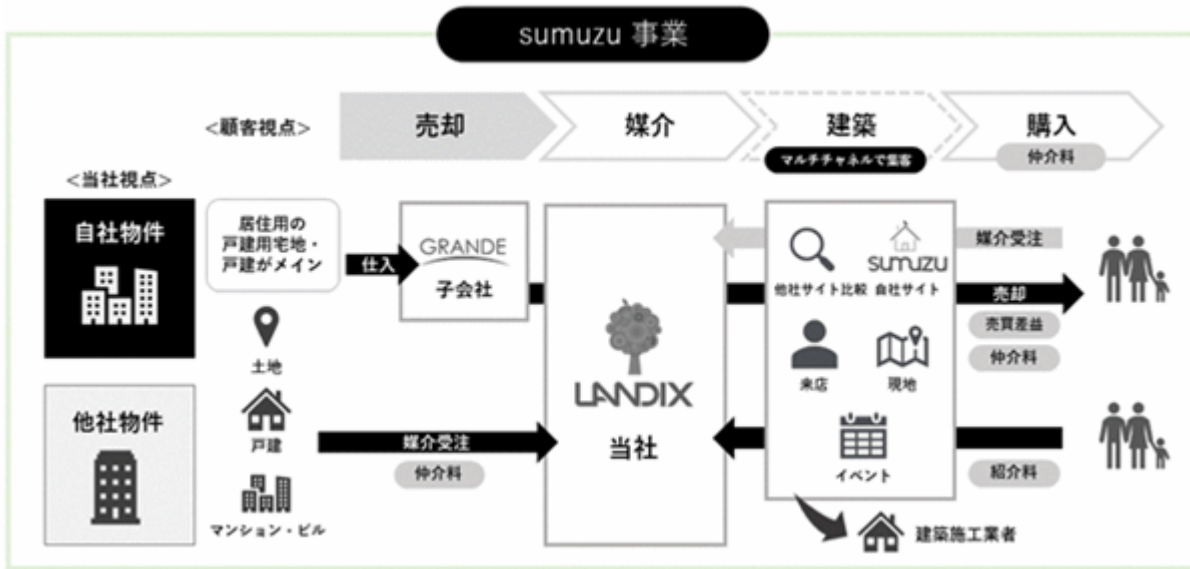 sumuzu 事業
<顧客視点>
売却
媒介
建築
マルチチャネルで集客
購入
仲介料
<当社視点>
自社物件
居住用の
戸建用宅地・
戸建がメイン
仕入
GRANDE
子会社
土地
他社物件
戸建
マンション・ビル
媒介受注
仲介料
LANDIX
当社
他社サイト比較
sumuzu
自社サイト
来店
現地
イベント
媒介受注
売却
売買差益
仲介料
紹介料
建築施工業者